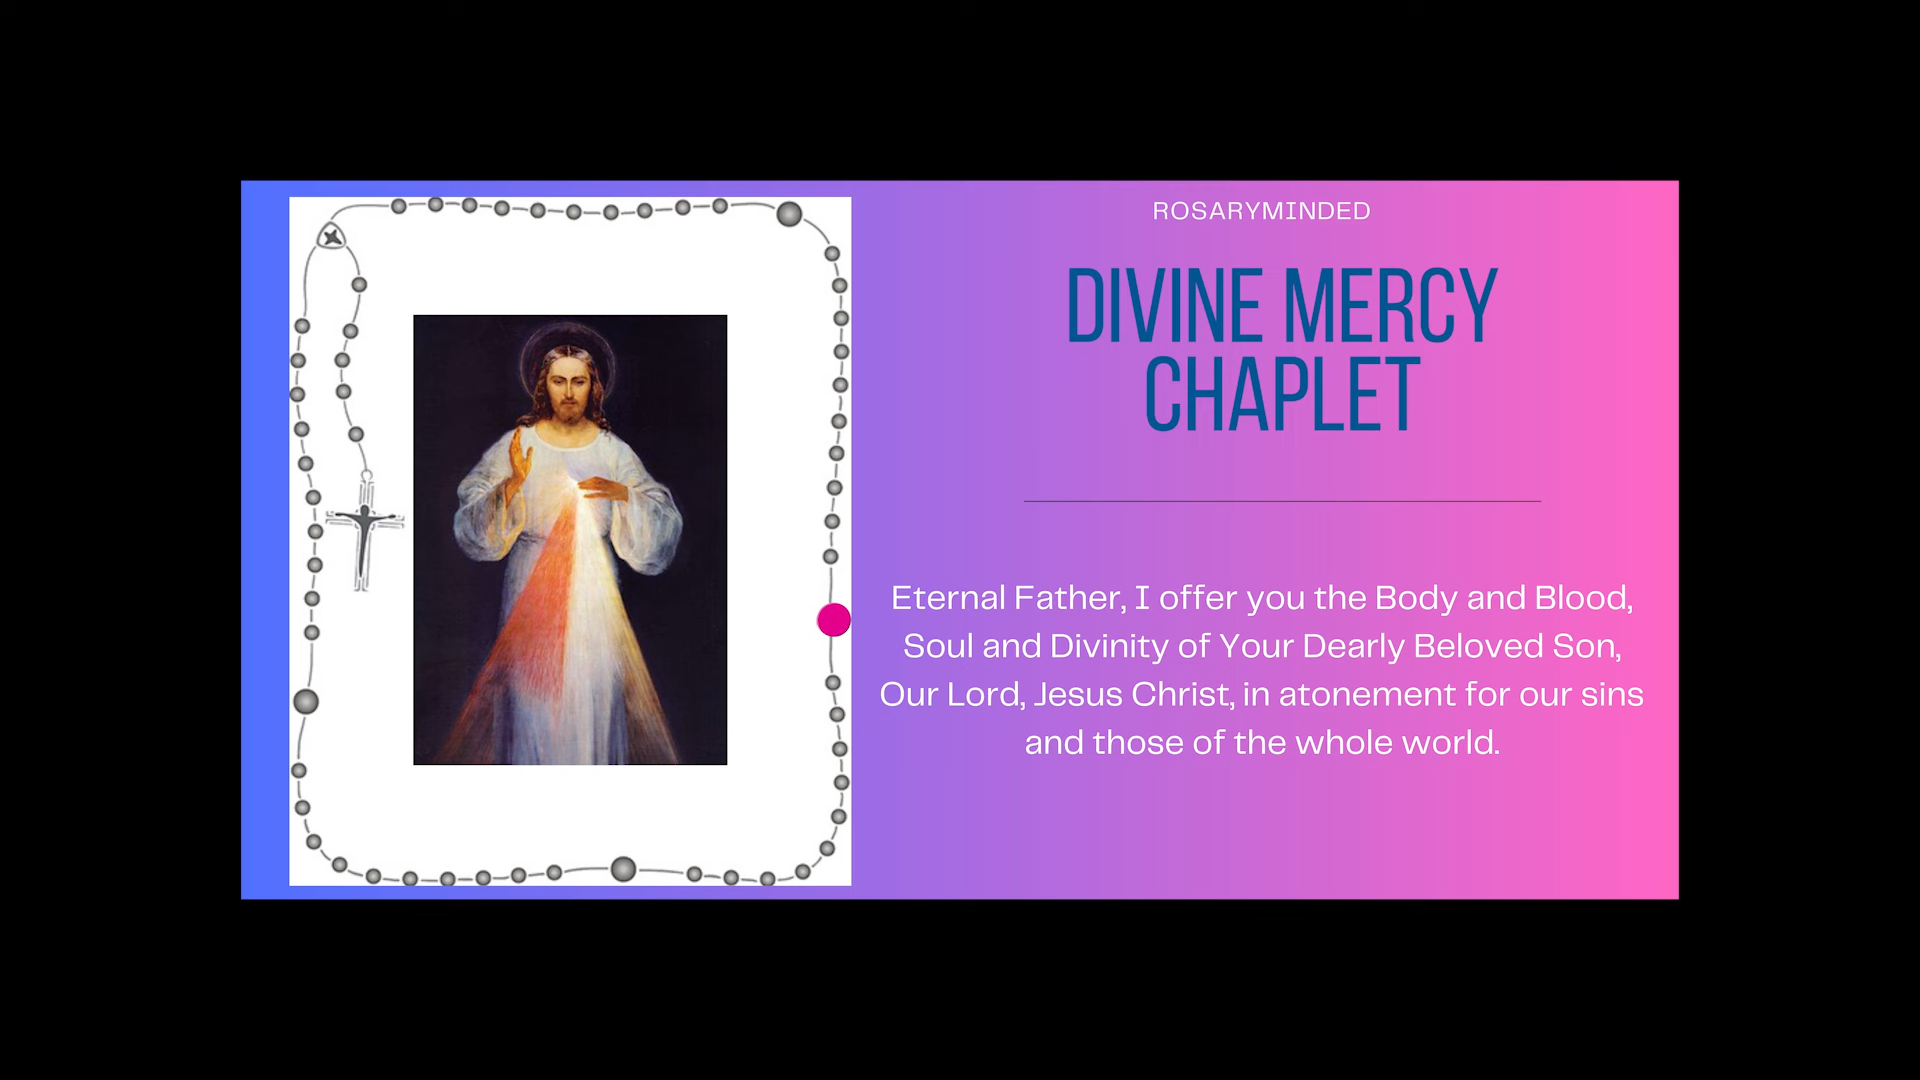 ROSARYMINDED
DIVINE MERCY
CHAPLET
Eternal Father, I offer you the Body and Blood,
Soul and Divinity of Your Dearly Beloved Son,
Our Lord, Jesus Christ, in atonement for our sins
and those of the whole world.